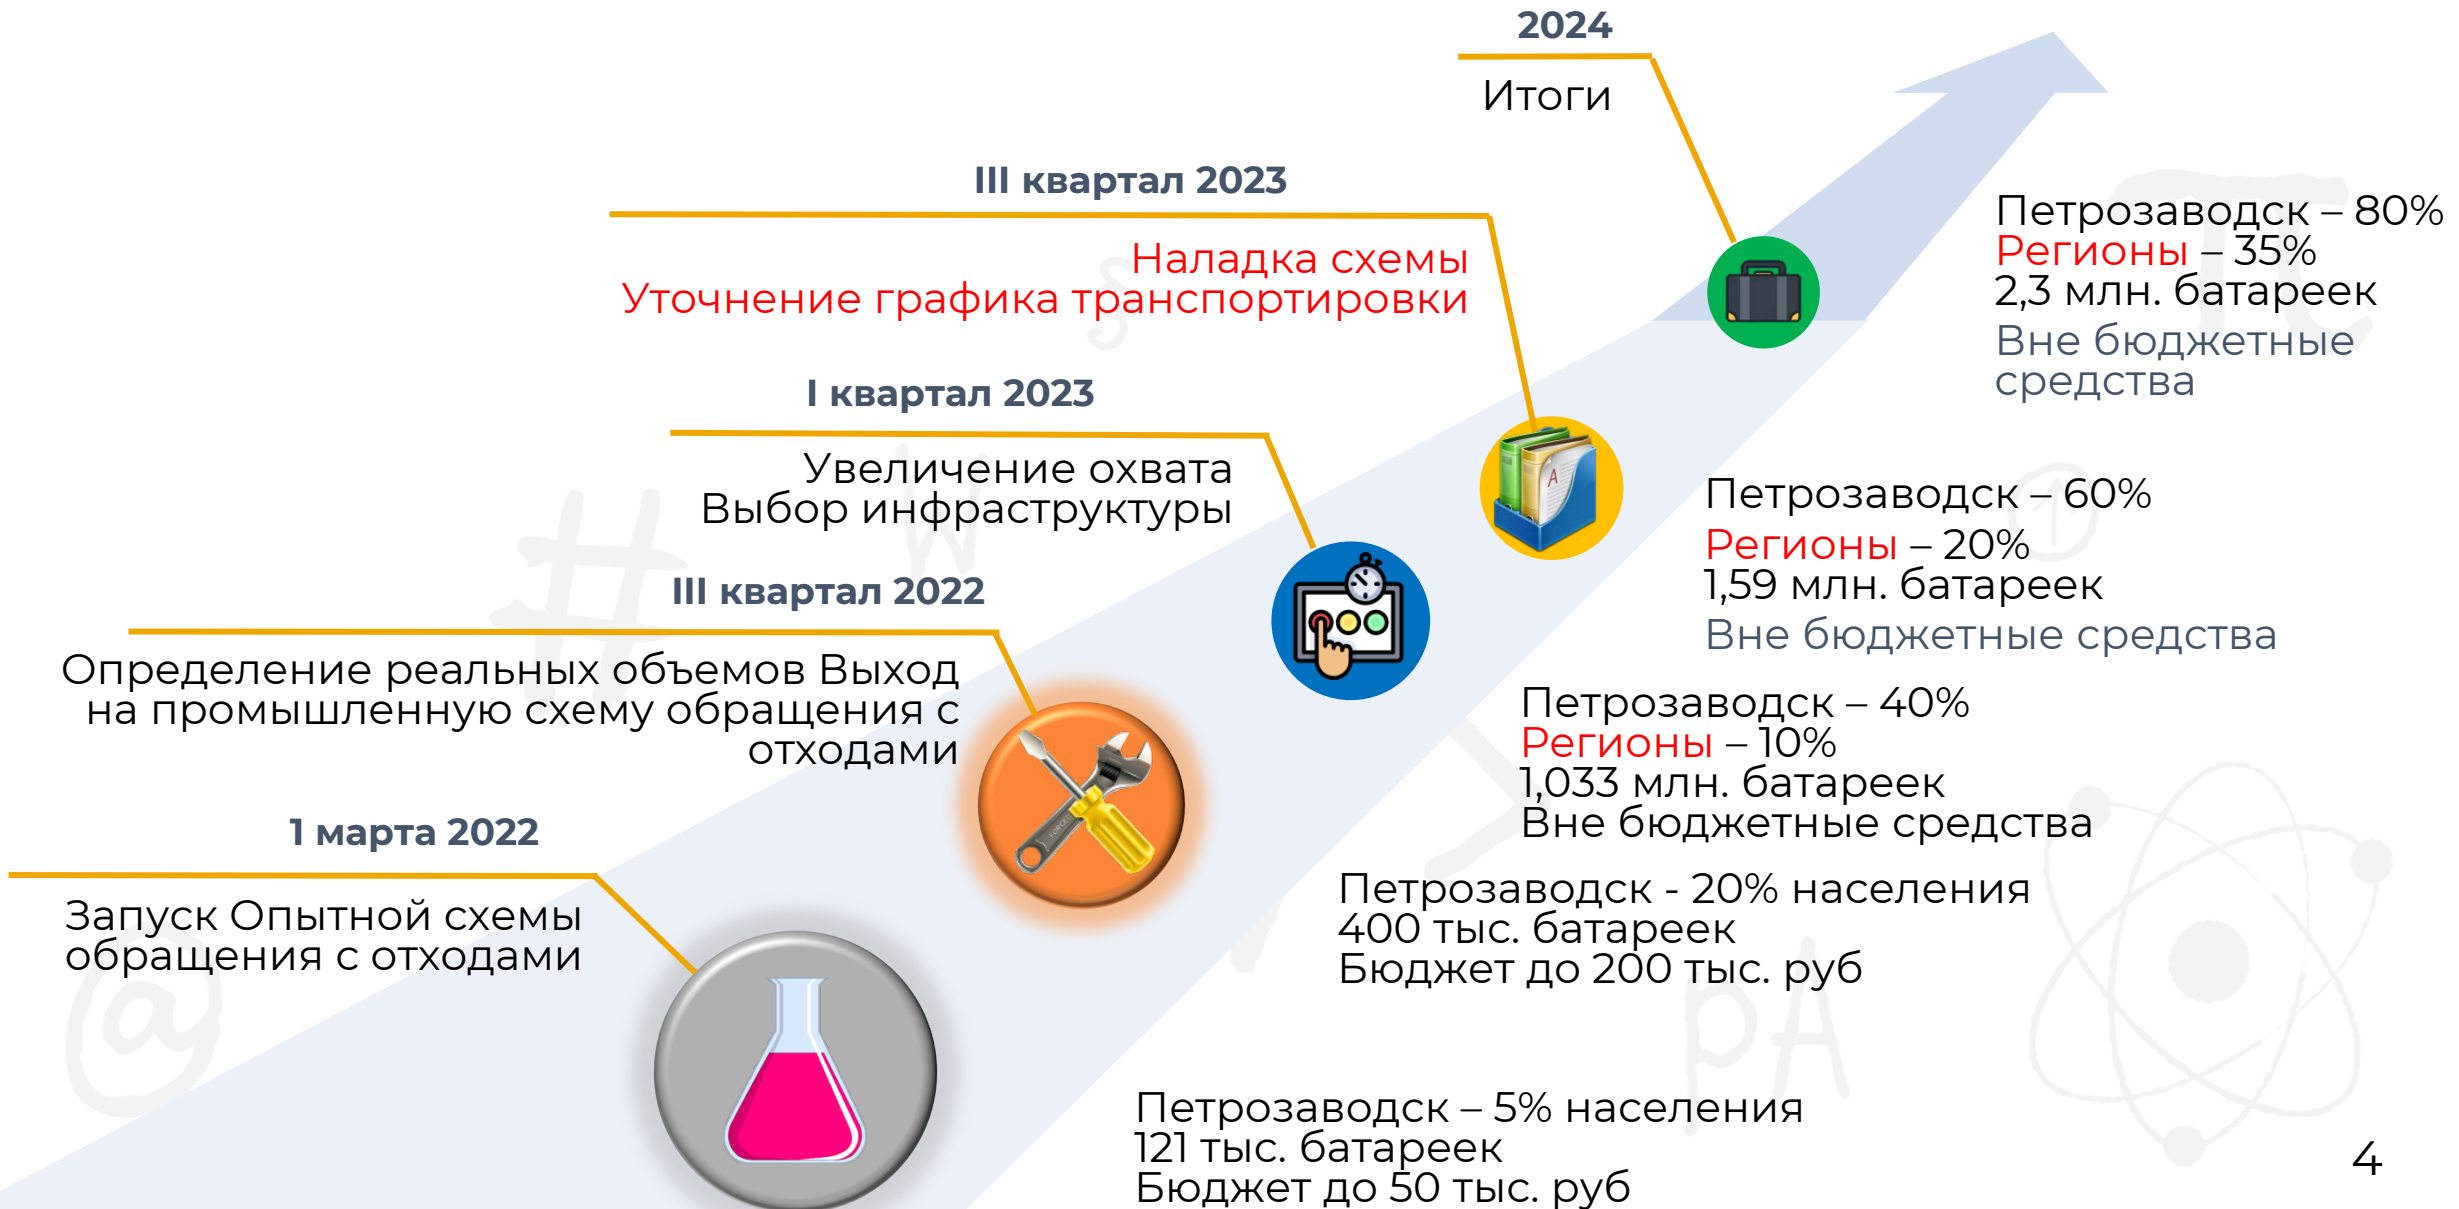 2024
Итоги
III квартал 2023
Наладка схемы
Уточнение графика транспортировки
I квартал 2023
Увеличение охвата
Выбор инфраструктуры
III квартал 2022
Определение реальных объемов Выход
на промышленную схему обращения с
отходами
1 марта 2022
Запуск Опытной схемы
обращения с отходами
Петрозаводск – 80%
Регионы – 35%
2,3 млн. батареек
Вне бюджетные
средства
Петрозаводск – 60%
Регионы – 20%
1,59 млн. батареек
Вне бюджетные средства
Петрозаводск – 40%
Регионы – 10%
1,033 млн. батареек
Вне бюджетные средства
Петрозаводск - 20% населения
400 тыс. батареек
Бюджет до 200 тыс. руб
Петрозаводск – 5% населения
121 тыс. батареек
Бюджет до 50 тыс. руб
4